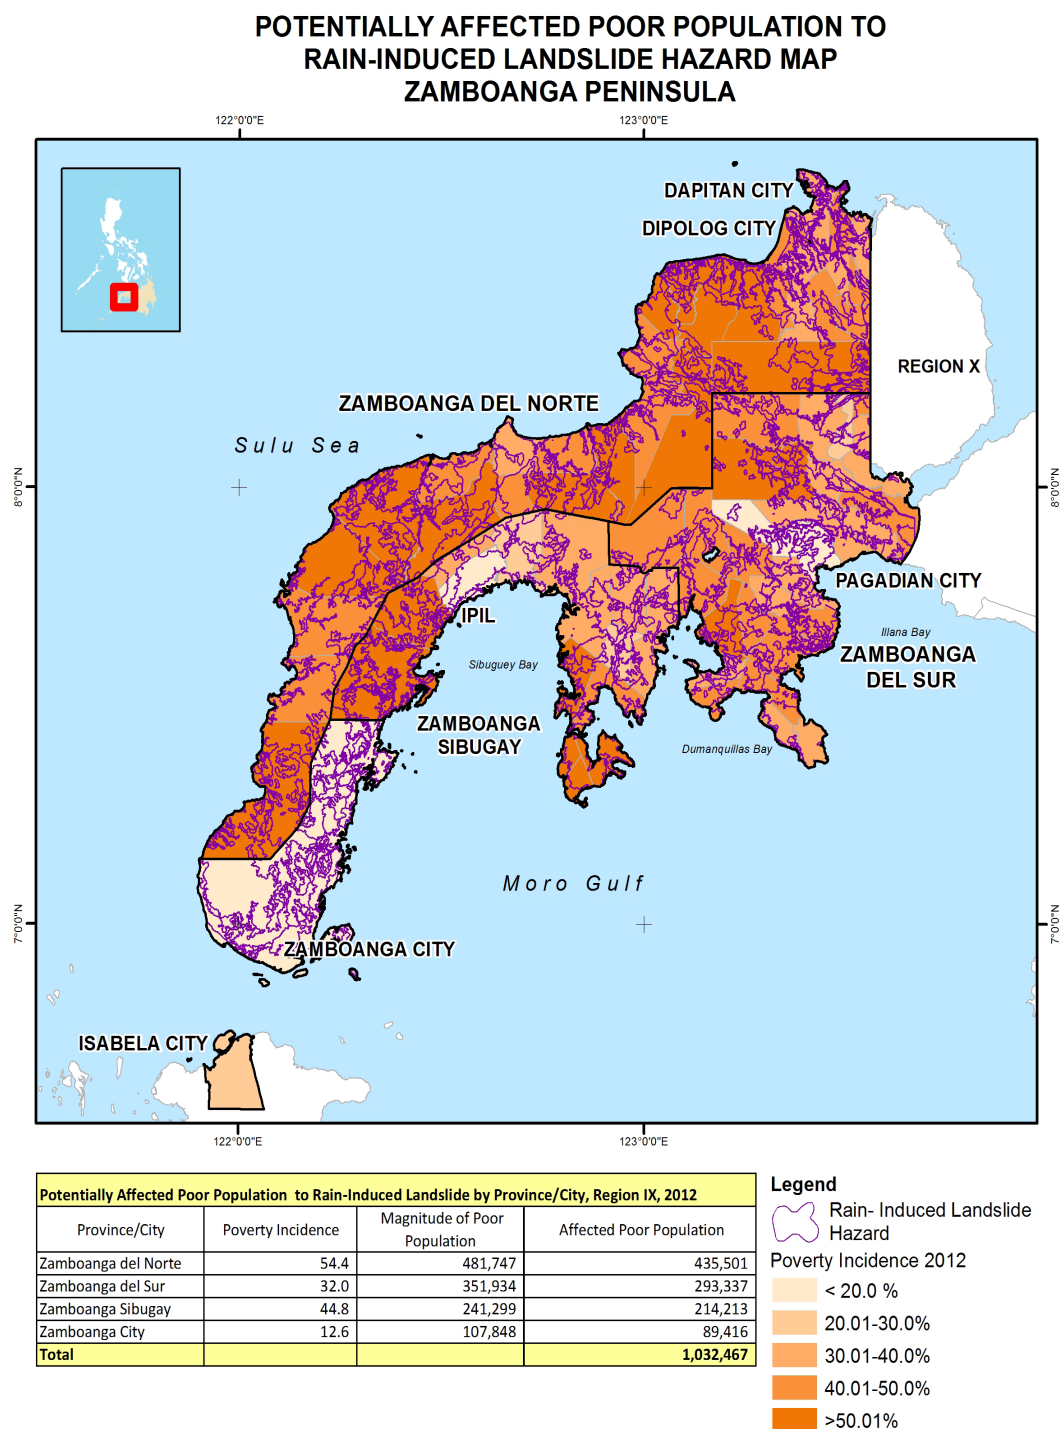 POTENTIALLY AFFECTED POOR POPULATION TO
RAIN-INDUCED LANDSLIDE HAZARD MAP
ZAMBOANGA PENINSULA
122°0'0"E
123°0'0"E
DAPITAN CITY
DIPOLOG CITY
REGION X
ZAMBOANGA DEL NORTE
Sulu Sea
8°0'0"N
8°0'0"N
PAGADIAN CITY
IPIL
Illana Bay
ZAMBOANGA
DEL SUR
Sibuguey Bay
ZAMBOANGA
SIBUGAY
Dumanquillas Bay
Moro Gulf
7°0'0"N
7°0'0"N
ZAMBOANGA CITY
ISABELA CITY
122°0'0"E
123°0'0"E
Potentially Affected Poor Population to Rain-Induced Landslide by Province/City, Region IX, 2012
Province/City Poverty Incidence Magnitude of Poor Population Affected Poor Population
Zamboanga del Norte 54.4 481,747 435,501
Zamboanga del Sur 32.0 351,934 293,337
Zamboanga Sibugay 44.8 241,299 214,213
Zamboanga City 12.6 107,848 89,416
Total 1,032,467
Legend
Rain- Induced Landslide
Hazard
Poverty Incidence 2012
< 20.0 %
20.01-30.0%
30.01-40.0%
40.01-50.0%
>50.01%